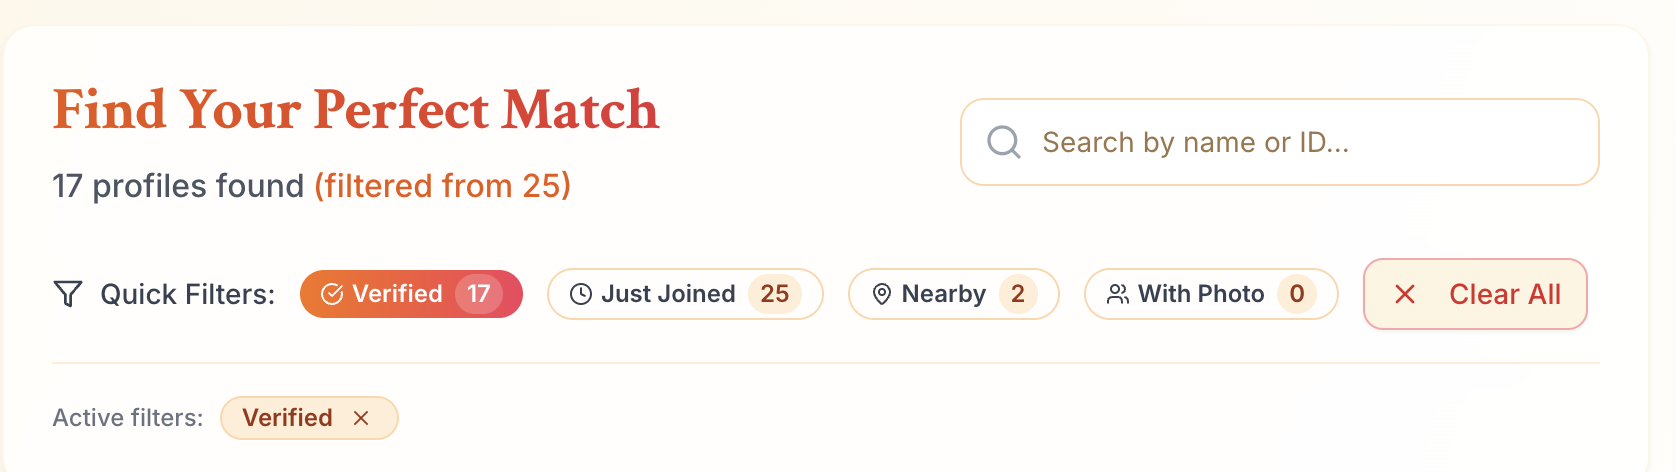 Find Your Perfect Match
Search by name or ID...
17 profiles found (filtered from 25)
Quick Filters: Verified 17 Just Joined 25 Nearby 2 With Photo 0 Clear All
Active filters: Verified